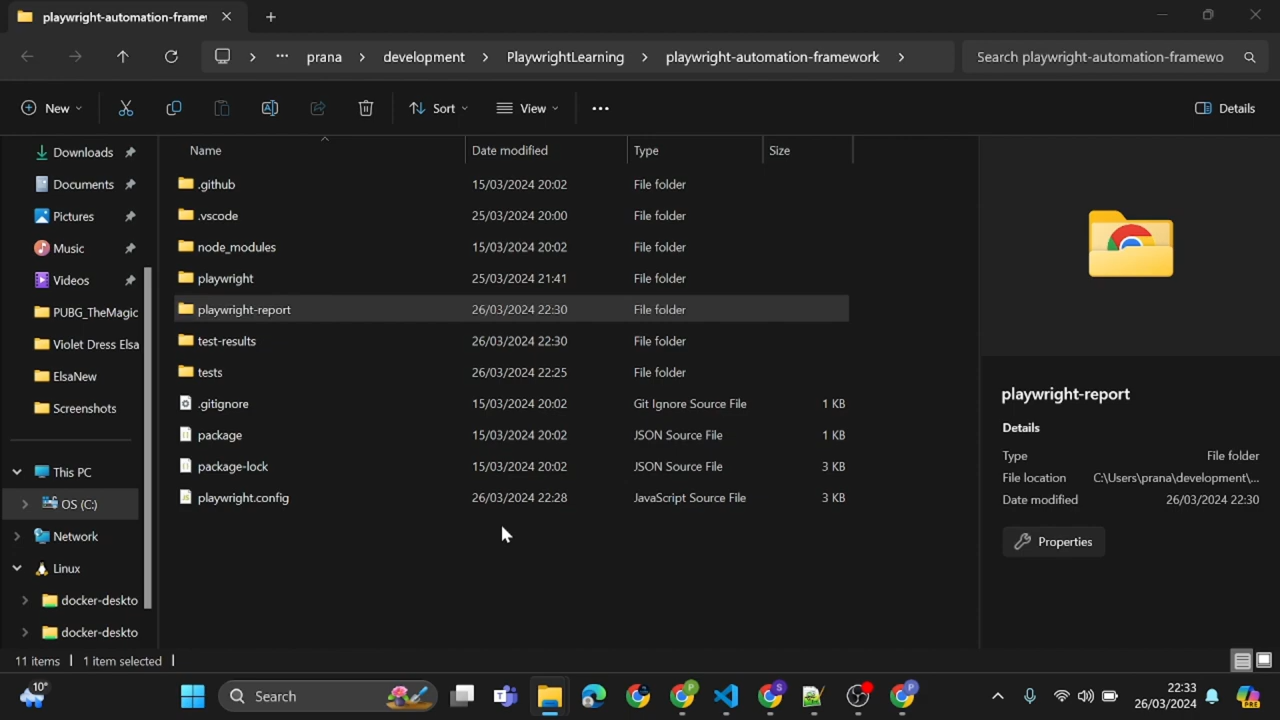 playwright-automation-frame
prana development PlaywrightLearning playwright-automation-framework Search playwright-automation-framewo
New Sort View Details
Name Date modified Type Size
Downloads
Documents
Pictures
Music
Videos
PUBG_TheMagic
Violet Dress Elsa
ElsaNew
Screenshots
This PC
OS (C:)
Network
Linux
docker-deskto
docker-deskto
.github 15/03/2024 20:02 File folder
.vscode 25/03/2024 20:00 File folder
node_modules 15/03/2024 20:02 File folder
playwright 25/03/2024 21:41 File folder
playwright-report 26/03/2024 22:30 File folder
test-results 26/03/2024 22:30 File folder
tests 26/03/2024 22:25 File folder
.gitignore 15/03/2024 20:02 Git Ignore Source File 1 KB
package 15/03/2024 20:02 JSON Source File 1 KB
package-lock 15/03/2024 20:02 JSON Source File 3 KB
playwright.config 26/03/2024 22:28 JavaScript Source File 3 KB
playwright-report
Details
Type File folder
File location C:\Users\prana\development\...
Date modified 26/03/2024 22:30
Properties
11 items 1 item selected
10° Search 22:33
26/03/2024